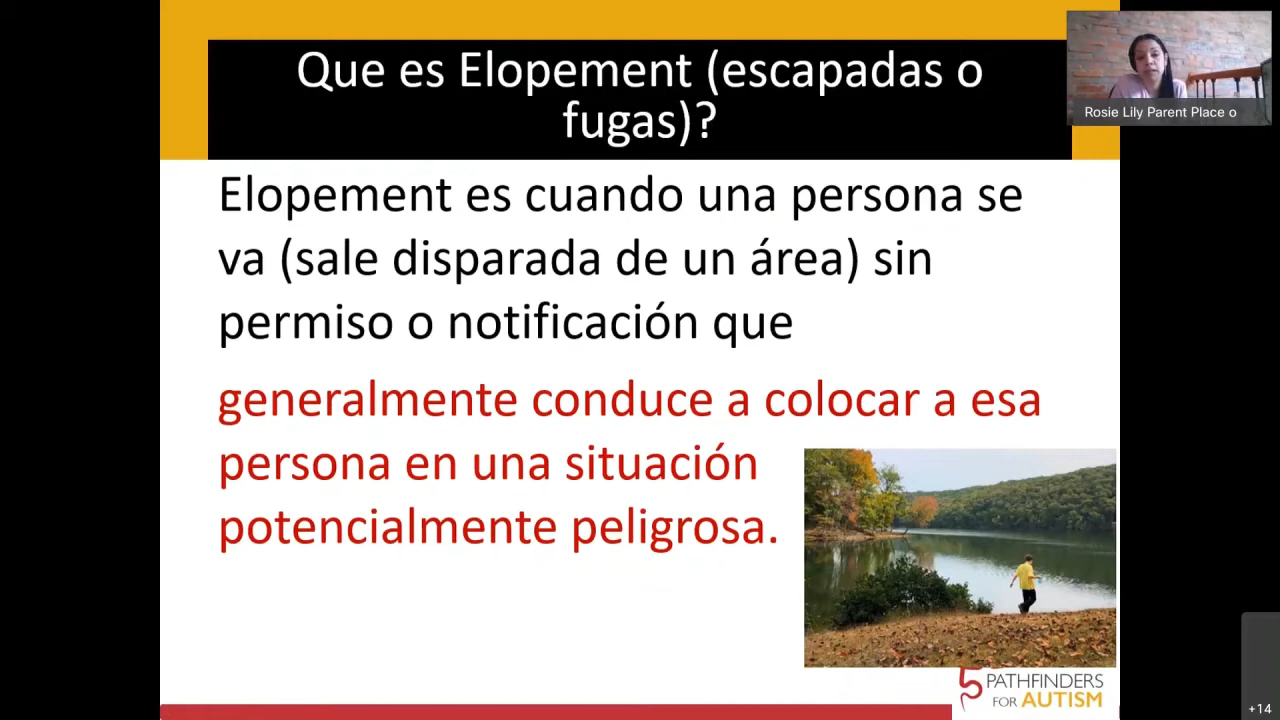 Que es Elopement (escapadas o
fugas)?
Rosie Lily Parent Place o
Elopement es cuando una persona se
va (sale disparada de un área) sin
permiso o notificación que
generalmente conduce a colocar a esa
persona en una situación
potencialmente peligrosa.
5 PATHFINDERS
FOR AUTISM
+14